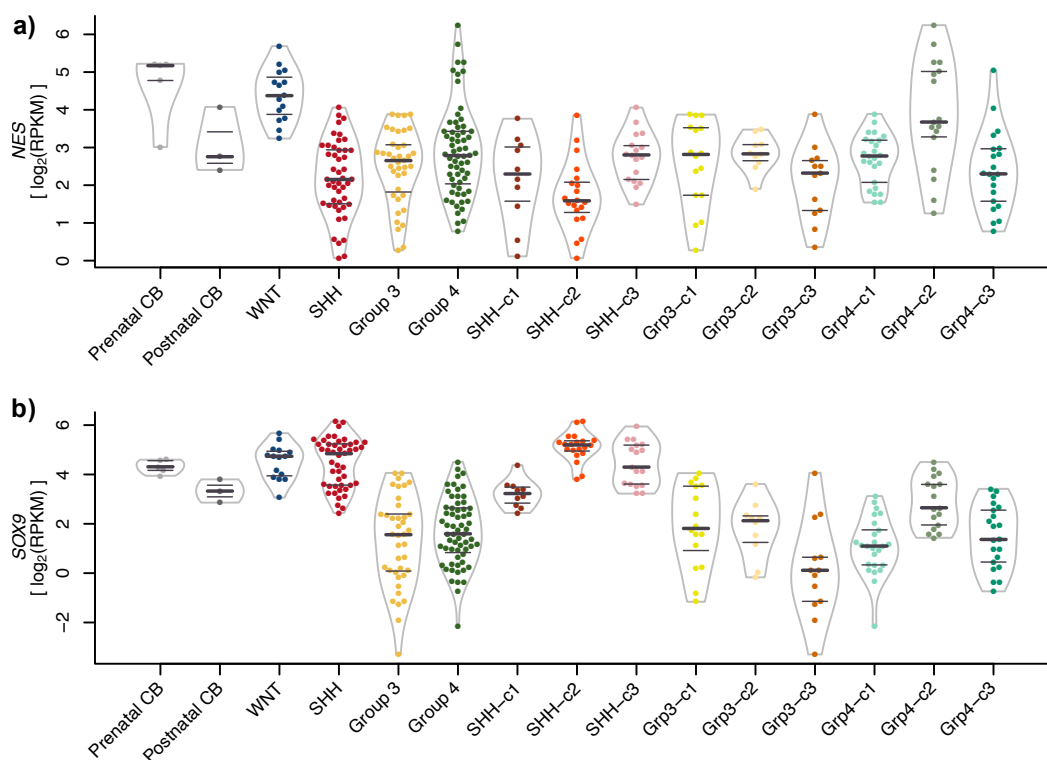 a)
NES
[ log₂(RPKM) ]
6
5
4
3
2
1
0
Prenatal CB
Postnatal CB
WNT
SHH
Group 3
Group 4
SHH−c1
SHH−c2
SHH−c3
Grp3−c1
Grp3−c2
Grp3−c3
Grp4−c1
Grp4−c2
Grp4−c3
b)
SOX9
[ log₂(RPKM) ]
6
4
2
0
−2
Prenatal CB
Postnatal CB
WNT
SHH
Group 3
Group 4
SHH−c1
SHH−c2
SHH−c3
Grp3−c1
Grp3−c2
Grp3−c3
Grp4−c1
Grp4−c2
Grp4−c3